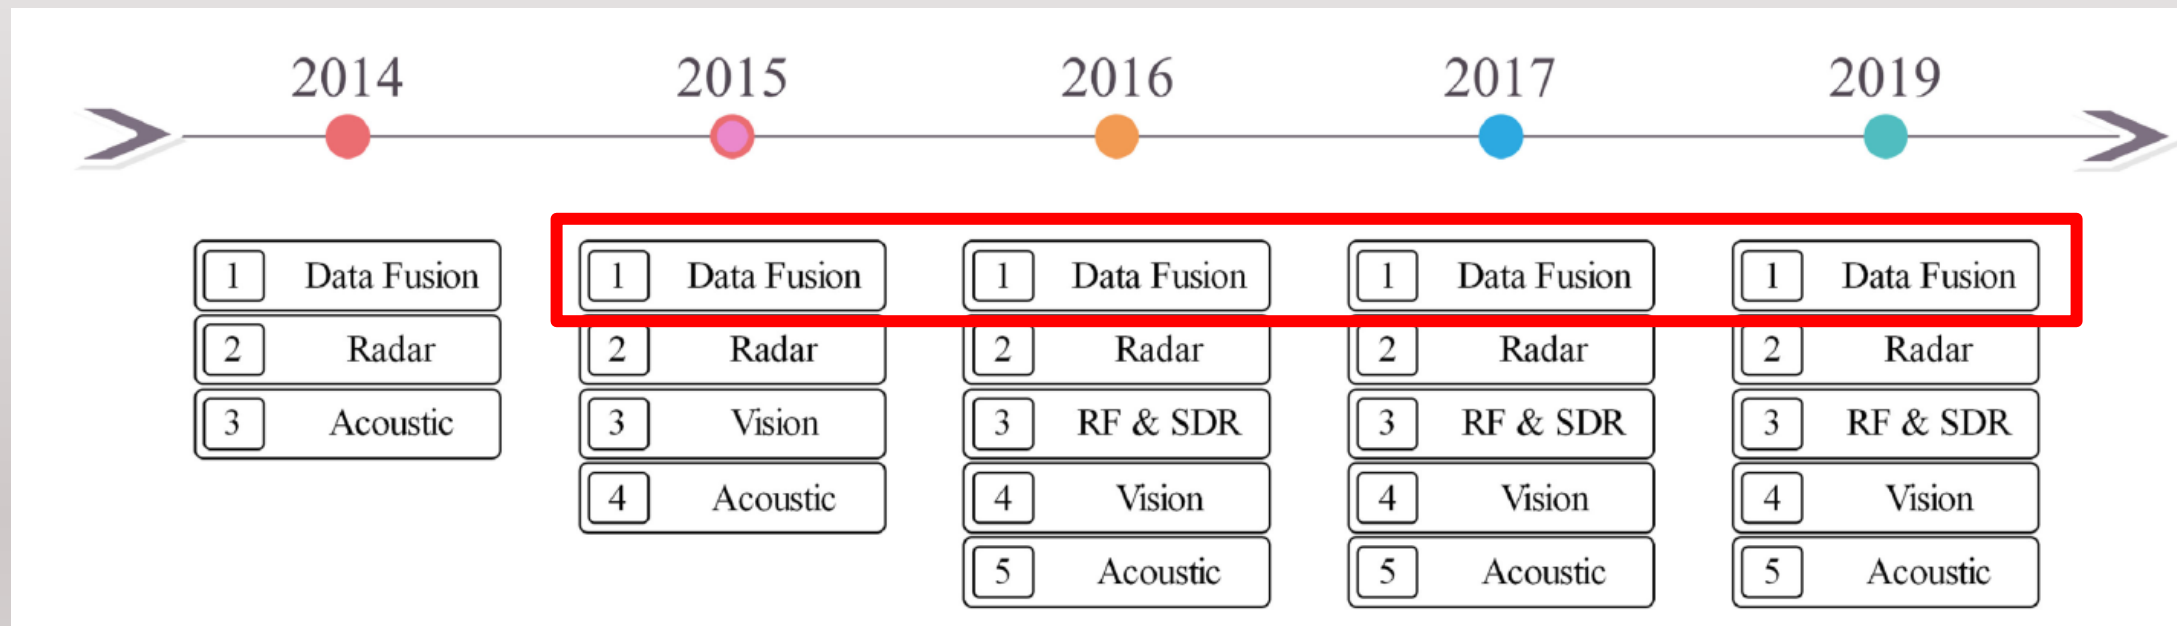 2014 2015 2016 2017 2019
1 Data Fusion 1 Data Fusion 1 Data Fusion 1 Data Fusion 1 Data Fusion
2 Radar 2 Radar 2 Radar 2 Radar 2 Radar
3 Acoustic 3 Vision 3 RF & SDR 3 RF & SDR 3 RF & SDR
4 Acoustic 4 Vision 4 Vision 4 Vision
5 Acoustic 5 Acoustic 5 Acoustic